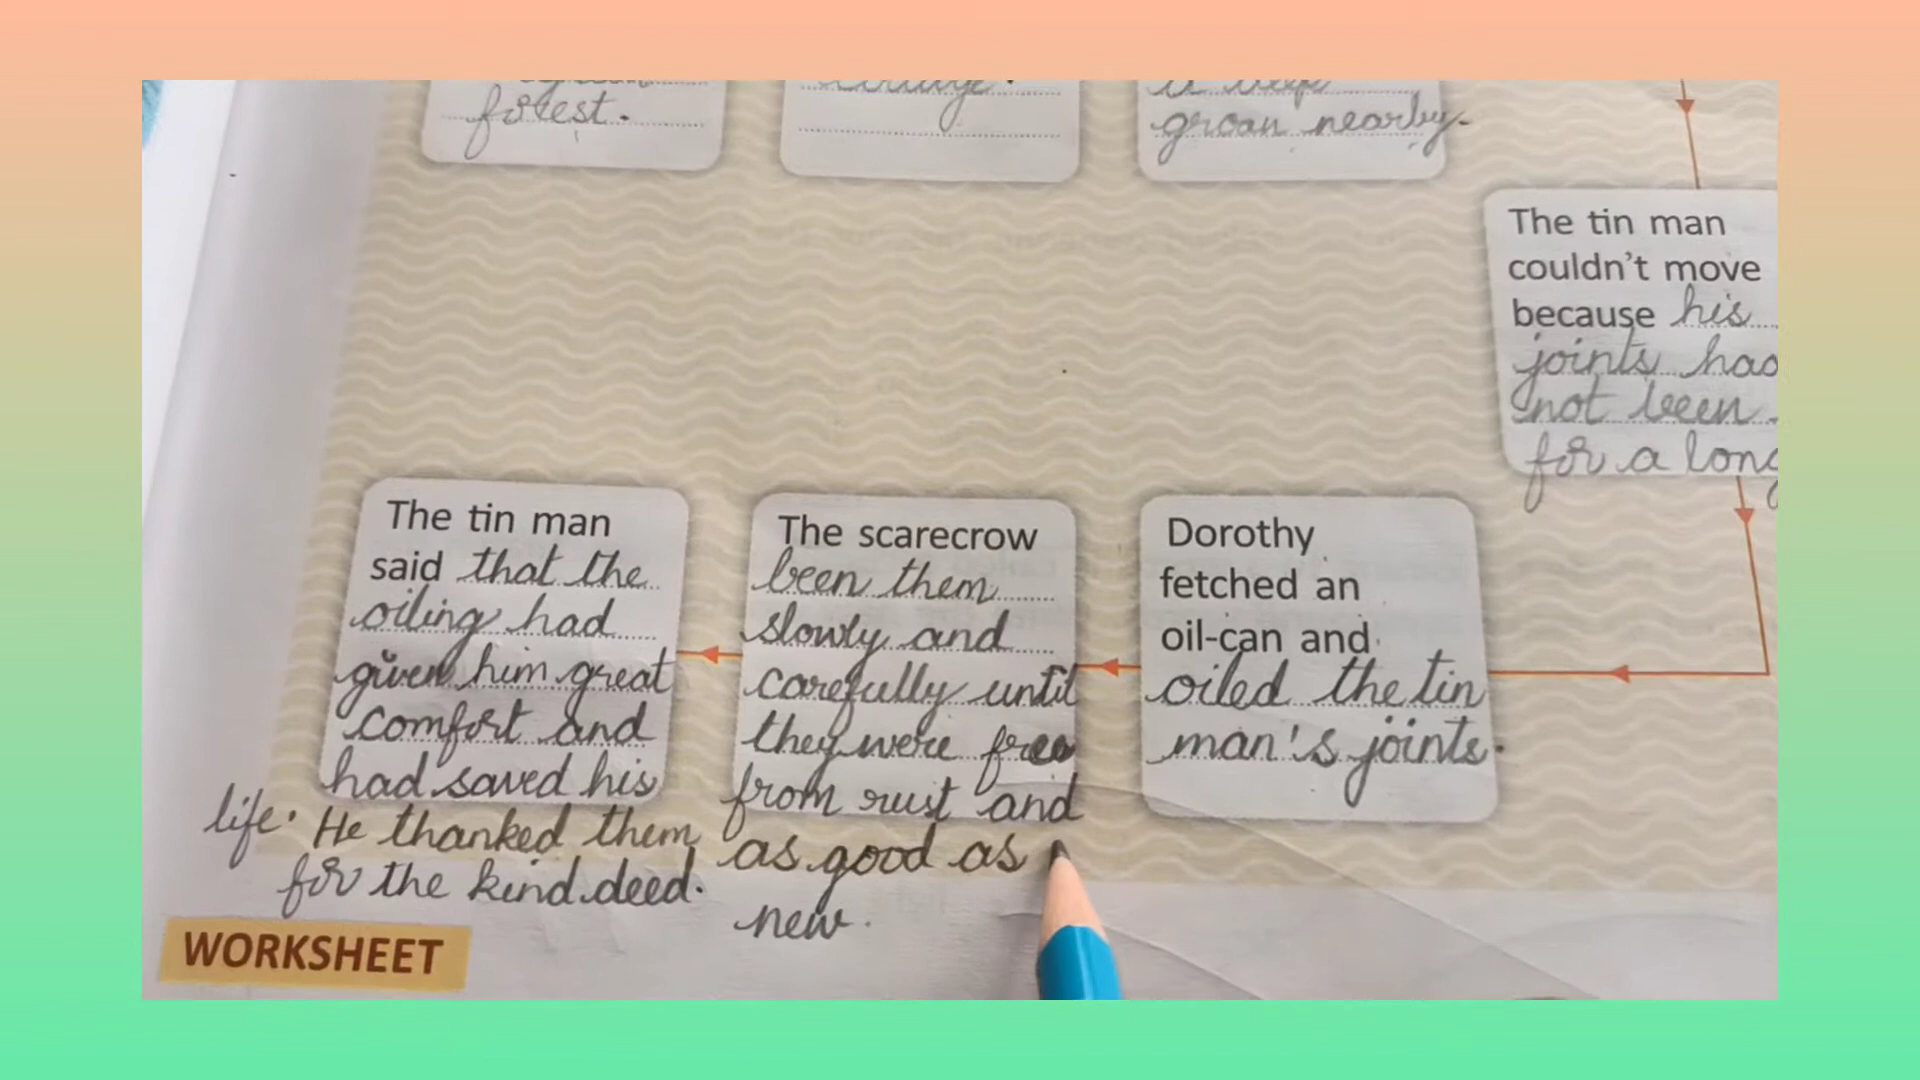 forest.
groan nearby.
The tin man
couldn't move
because his
joints had
not been
for a long
Dorothy
fetched an
oil-can and
oiled the tin
man's joints.
The scarecrow
been them
slowly and
carefully until
they were free
from rust and
as good as
new.
The tin man
said that the
oiling had
given him great
comfort and
had saved his
life. He thanked them
for the kind deed.
WORKSHEET